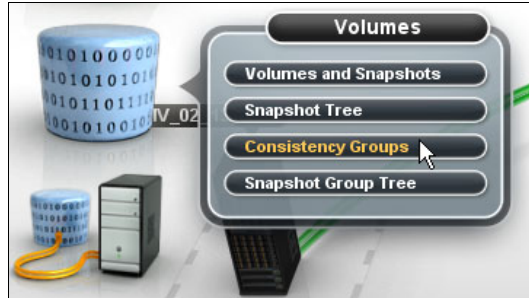 Volumes
Volumes and Snapshots
Snapshot Tree
Consistency Groups
Snapshot Group Tree